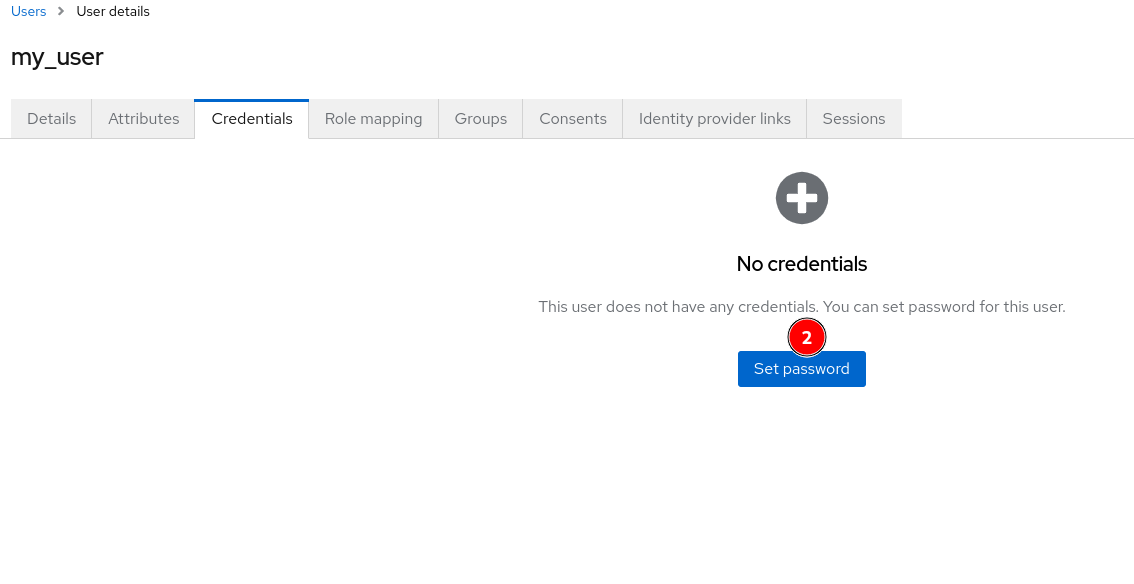 Users > User details
my_user
Details Attributes Credentials Role mapping Groups Consents Identity provider links Sessions
No credentials
This user does not have any credentials. You can set password for this user.
2
Set password